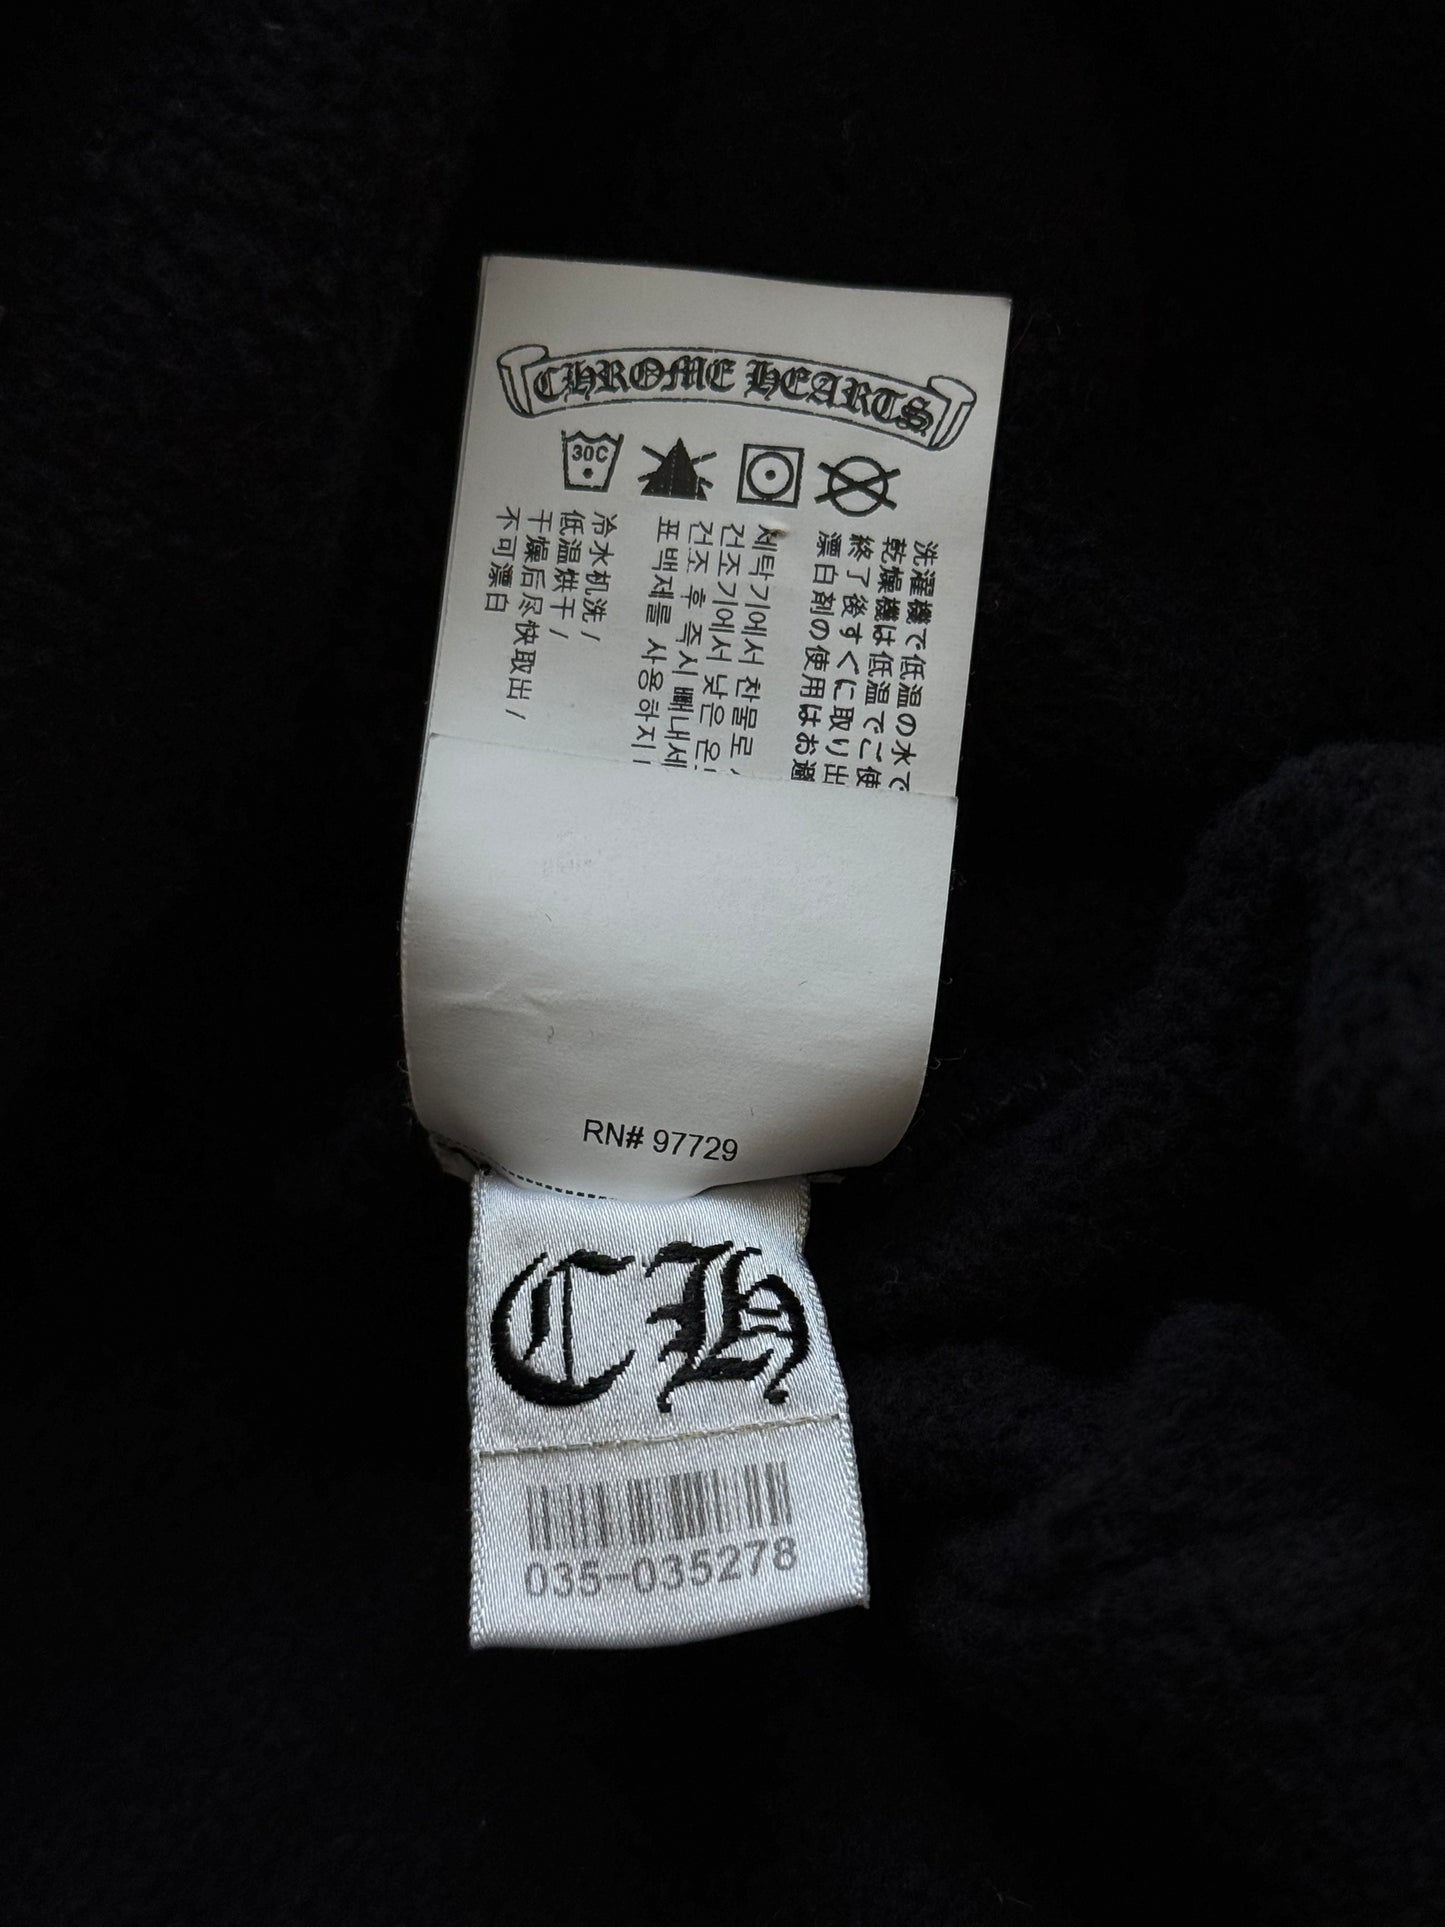 CHROME HEARTS
30C
洗濯機で低温の水で
乾燥機は低温でご使
終了後すぐに取り出
漂白剤の使用はお避
세탁기에서 찬물로
건조기에서 낮은
건조 후 즉시 빼내세
표백제를 사용하지
冷水机洗 /
低温烘干 /
干燥后尽快取出 /
不可漂白
RN# 97729
CH
035-035278